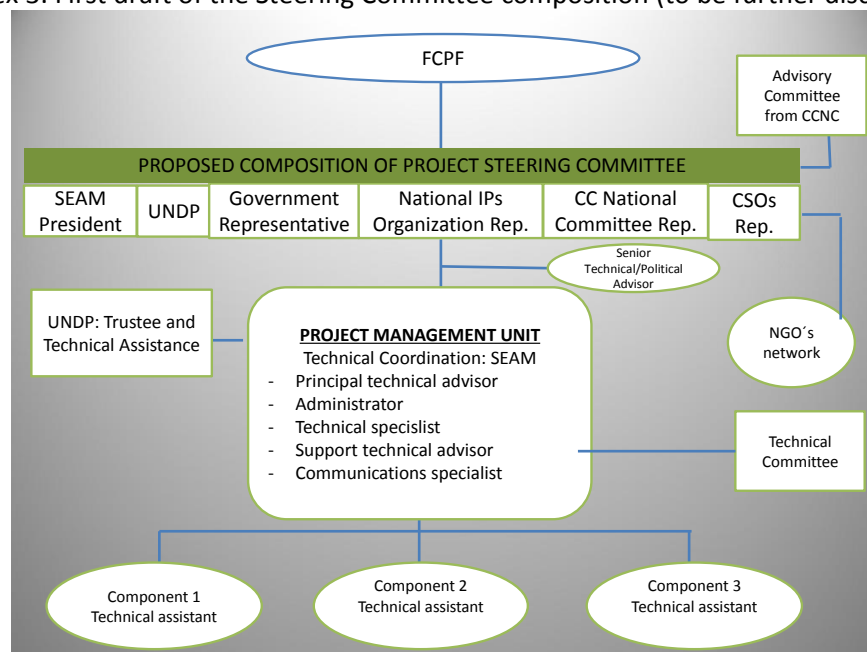 First draft of the Steering Committee composition (to be further
FCPF
Advisory
Committee
from CCNC
PROPOSED COMPOSITION OF PROJECT STEERING COMMITTEE
SEAM
President
UNDP
Government
Representative
National IPs
Organization Rep.
CC National
Committee Rep.
CSOs
Rep.
Senior
Technical/Political
Advisor
UNDP: Trustee and
Technical Assistance
NGO´s
network
PROJECT MANAGEMENT UNIT
Technical Coordination: SEAM
- Principal technical advisor
- Administrator
- Technical specislist
- Support technical advisor
- Communications specialist
Technical
Committee
Component 1
Technical assistant
Component 2
Technical assistant
Component 3
Technical assistant